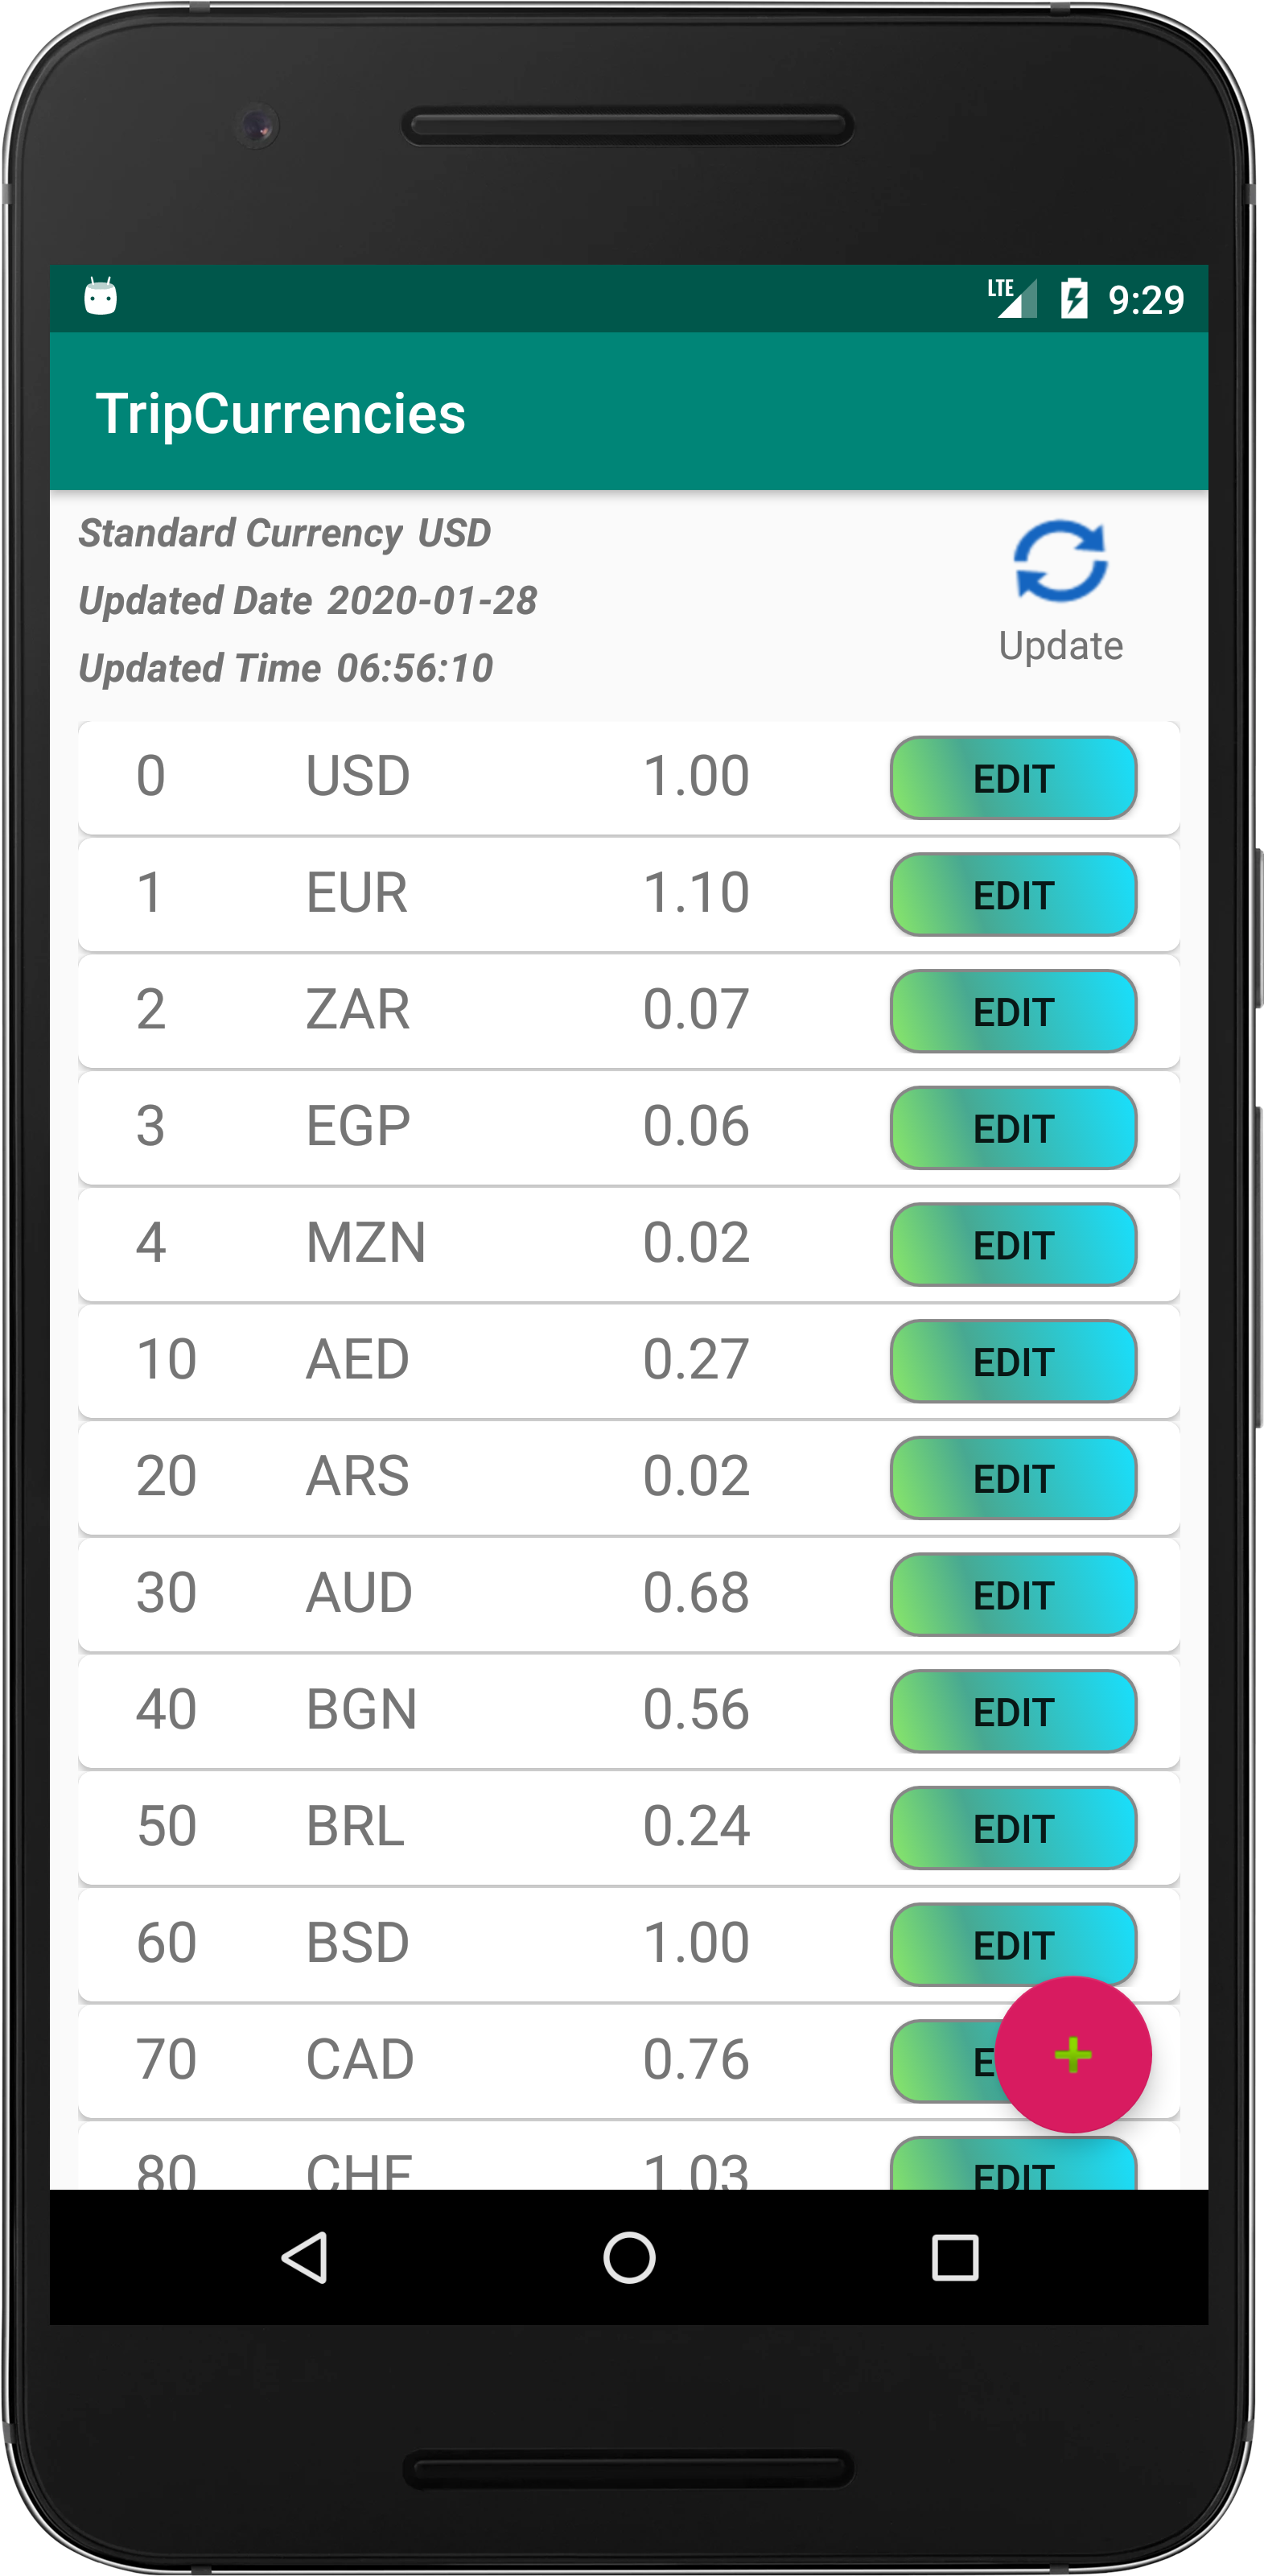 LTE 9:29
TripCurrencies
Standard Currency USD
Updated Date 2020-01-28
Updated Time 06:56:10
Update
0 USD 1.00 EDIT
1 EUR 1.10 EDIT
2 ZAR 0.07 EDIT
3 EGP 0.06 EDIT
4 MZN 0.02 EDIT
10 AED 0.27 EDIT
20 ARS 0.02 EDIT
30 AUD 0.68 EDIT
40 BGN 0.56 EDIT
50 BRL 0.24 EDIT
60 BSD 1.00 EDIT
70 CAD 0.76 E
+
80 CHF 1.03 EDIT